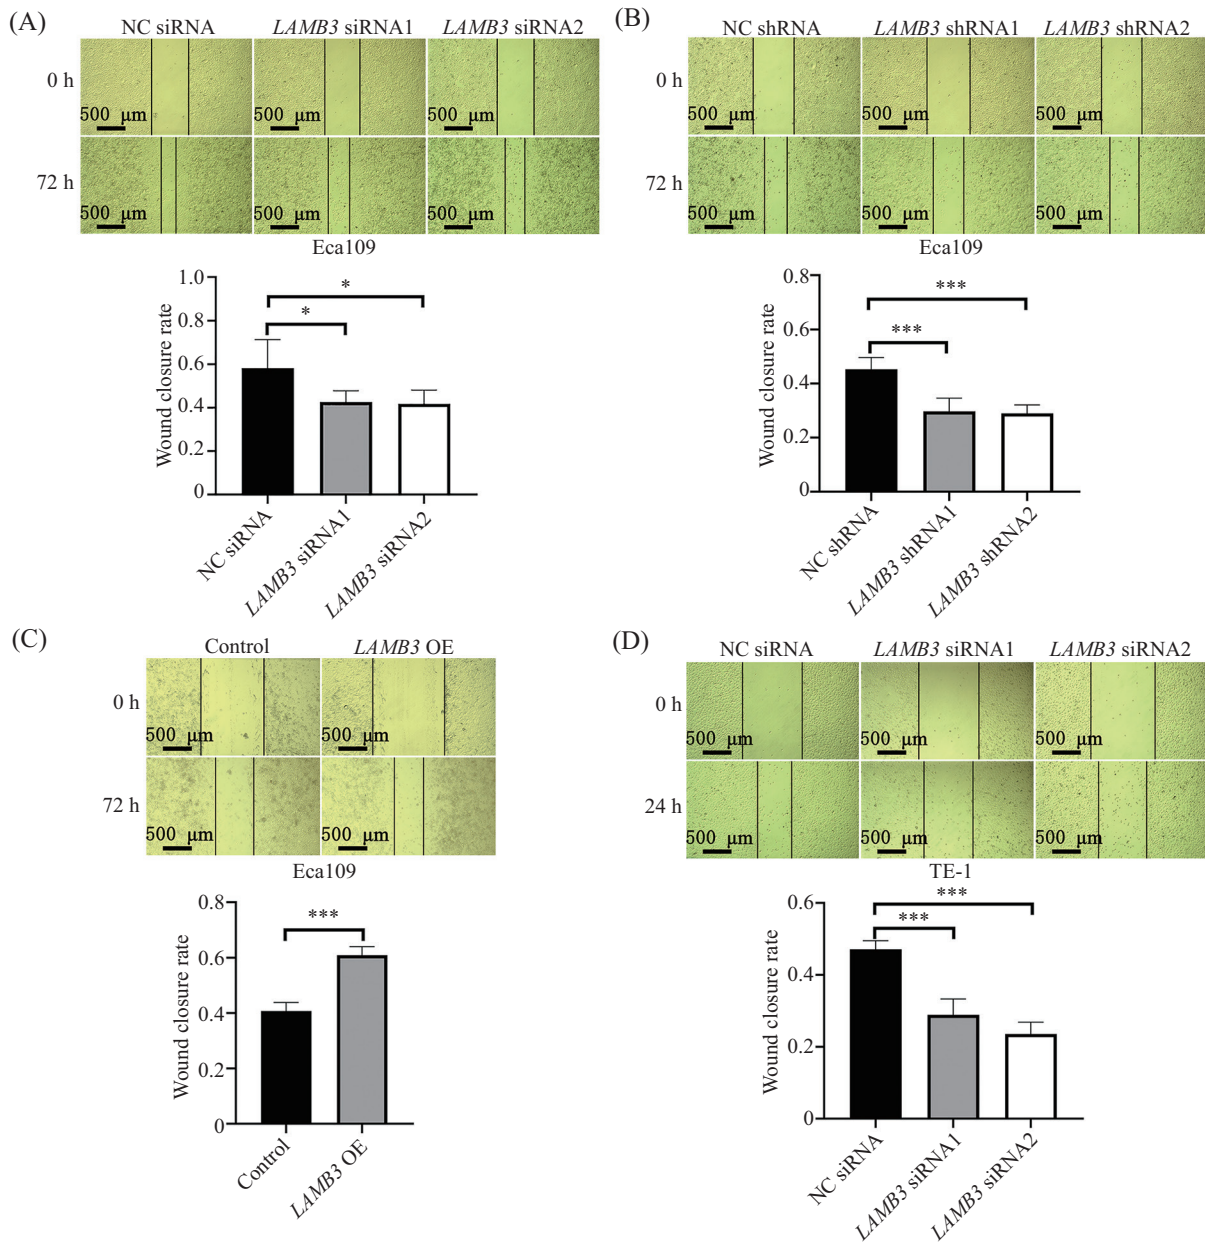 (A)
NC siRNA LAMB3 siRNA1 LAMB3 siRNA2
0 h
500 μm 500 μm 500 μm
72 h
500 μm 500 μm 500 μm
Eca109
Wound closure rate
1.0
0.8
0.6
0.4
0.2
0
* *
NC siRNA
LAMB3 siRNA1
LAMB3 siRNA2
(B)
NC shRNA LAMB3 shRNA1 LAMB3 shRNA2
0 h
500 μm 500 μm 500 μm
72 h
500 μm 500 μm 500 μm
Eca109
Wound closure rate
0.8
0.6
0.4
0.2
0
*** ***
NC shRNA
LAMB3 shRNA1
LAMB3 shRNA2
(C)
Control LAMB3 OE
0 h
500 μm 500 μm
72 h
500 μm 500 μm
Eca109
Wound closure rate
0.8
0.6
0.4
0.2
0
***
Control
LAMB3 OE
(D)
NC siRNA LAMB3 siRNA1 LAMB3 siRNA2
0 h
500 μm 500 μm 500 μm
24 h
500 μm 500 μm 500 μm
TE-1
Wound closure rate
0.6
0.4
0.2
0
*** ***
NC siRNA
LAMB3 siRNA1
LAMB3 siRNA2